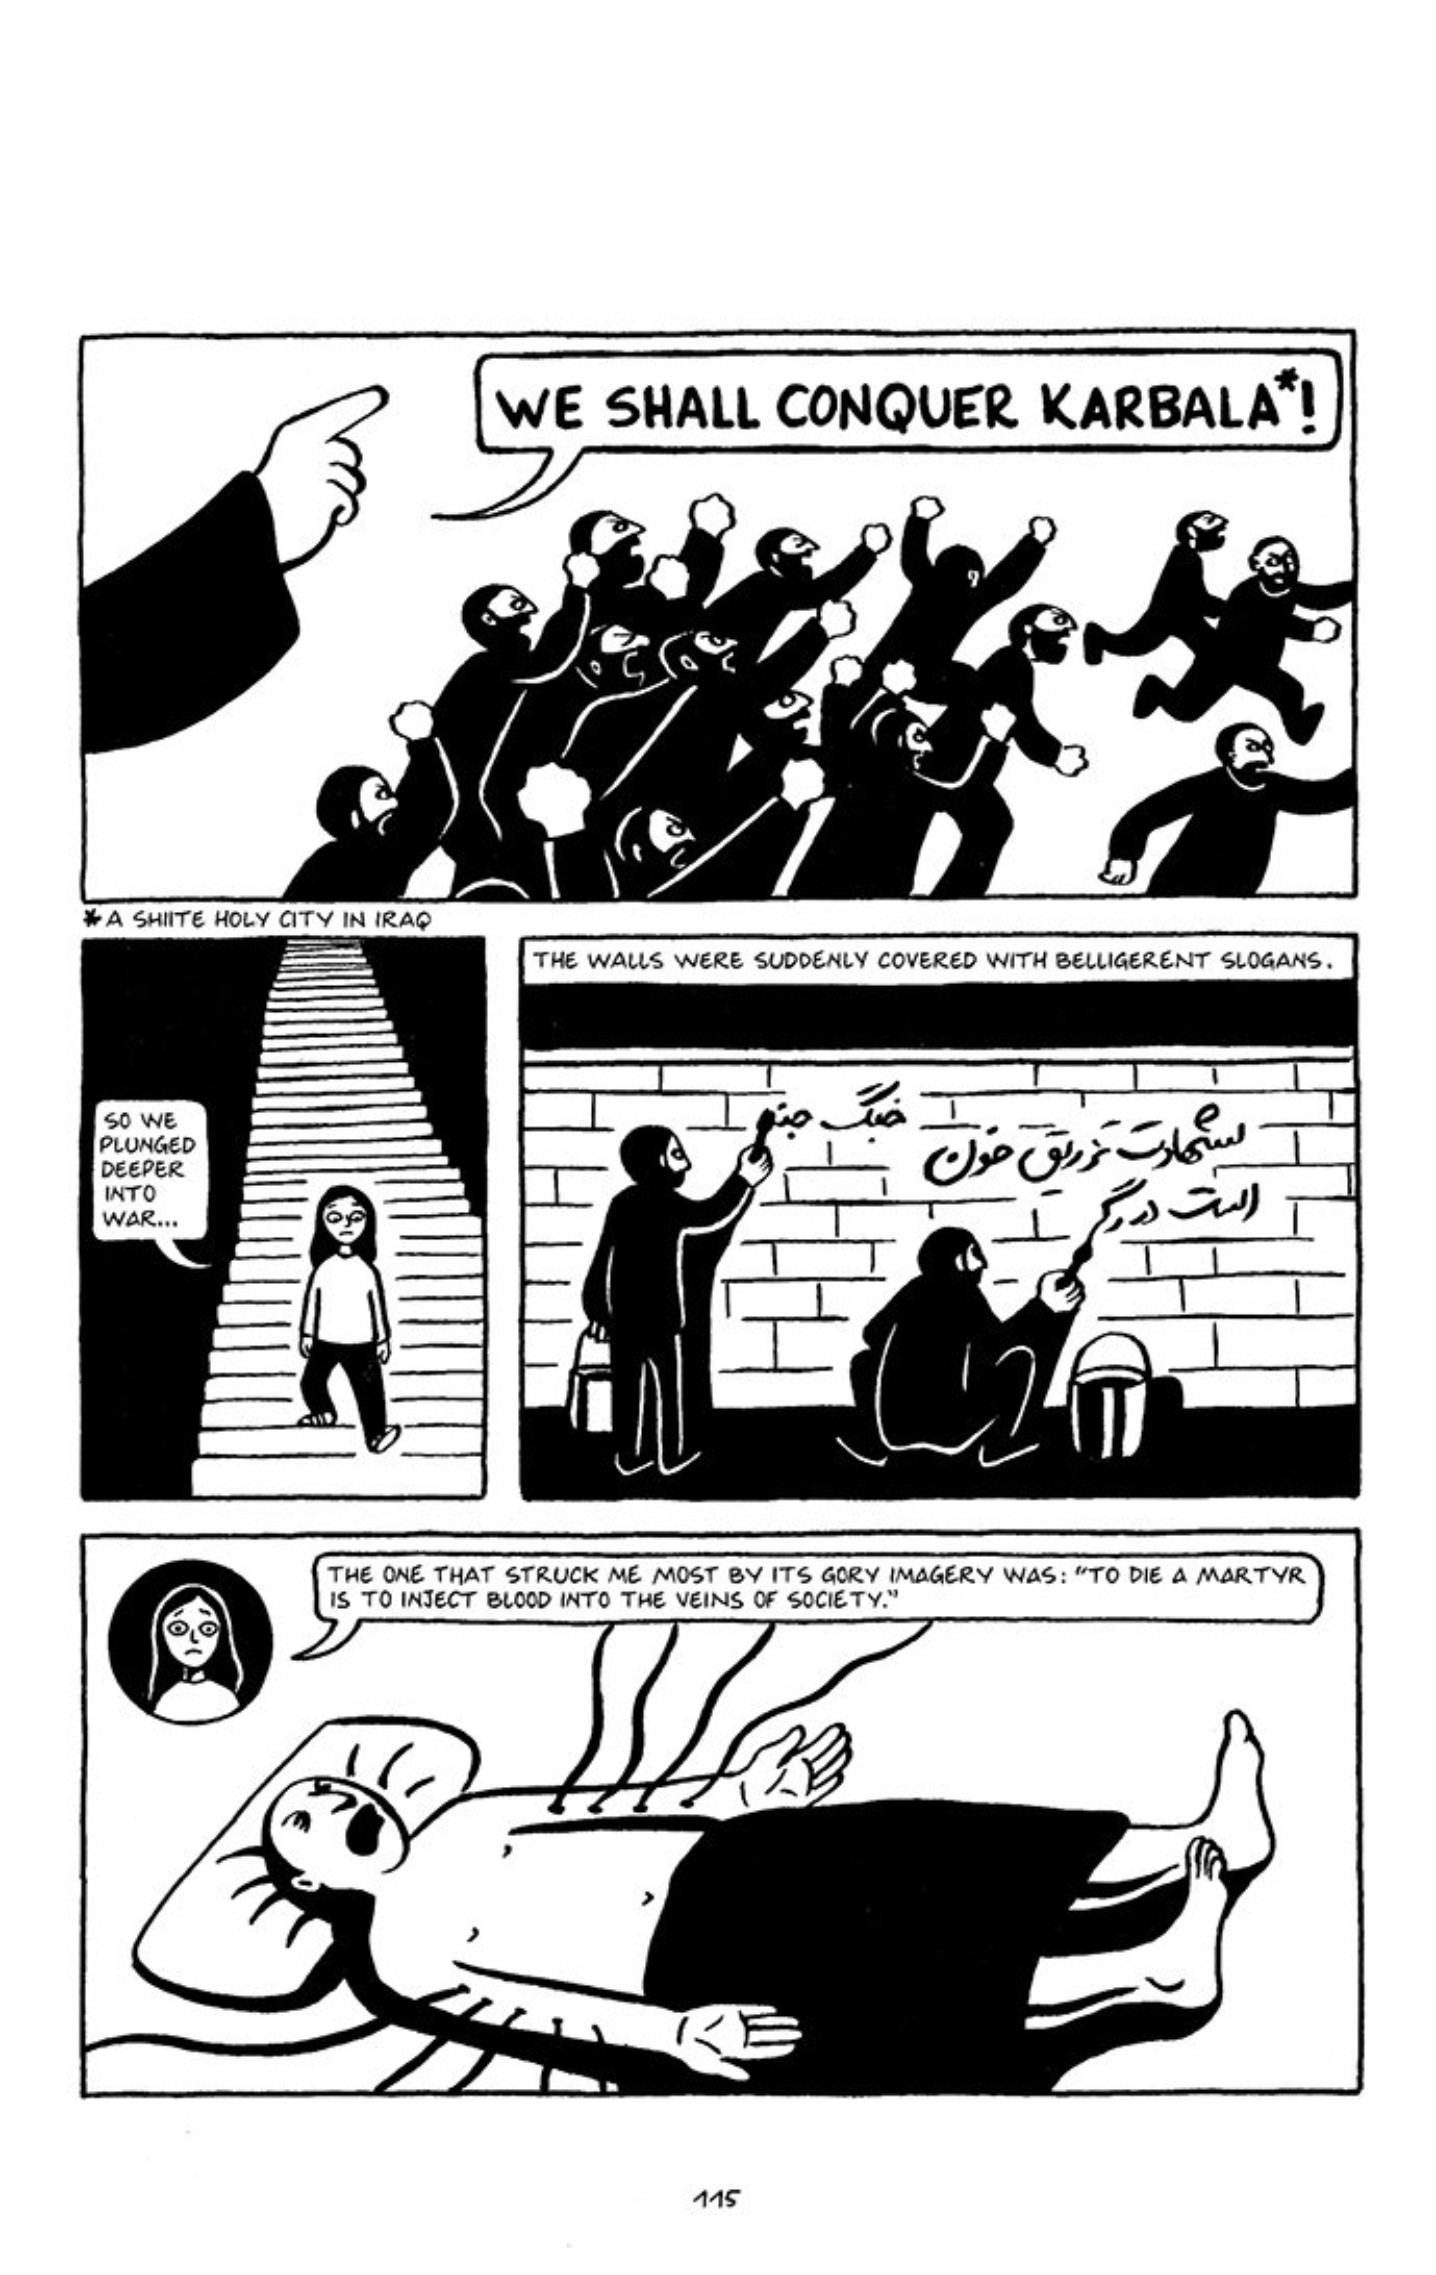 WE SHALL CONQUER KARBALA*!
* A SHIITE HOLY CITY IN IRAQ
SO WE
PLUNGED
DEEPER
INTO
WAR...
THE WALLS WERE SUDDENLY COVERED WITH BELLIGERENT SLOGANS.
جنگ
شهادت تزریق خون
است در رگ
THE ONE THAT STRUCK ME MOST BY ITS GORY IMAGERY WAS: "TO DIE A MARTYR
IS TO INJECT BLOOD INTO THE VEINS OF SOCIETY."
115